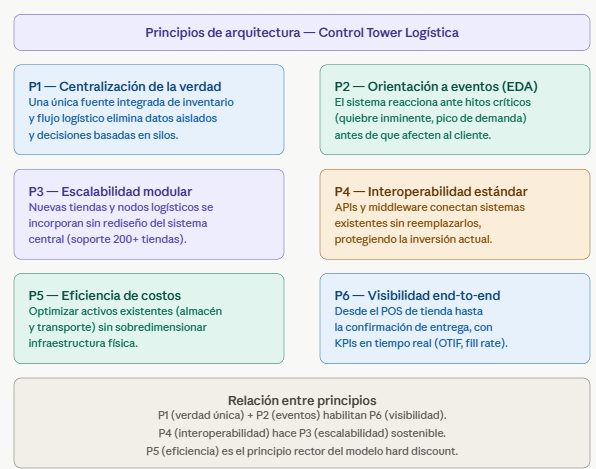 Principios de arquitectura — Control Tower Logística
P1 — Centralización de la verdad
Una única fuente integrada de inventario
y flujo logístico elimina datos aislados
y decisiones basadas en silos.
P2 — Orientación a eventos (EDA)
El sistema reacciona ante hitos críticos
(quiebre inminente, pico de demanda)
antes de que afecten al cliente.
P3 — Escalabilidad modular
Nuevas tiendas y nodos logísticos se
incorporan sin rediseño del sistema
central (soporte 200+ tiendas).
P4 — Interoperabilidad estándar
APIs y middleware conectan sistemas
existentes sin reemplazarlos,
protegiendo la inversión actual.
P5 — Eficiencia de costos
Optimizar activos existentes (almacén
y transporte) sin sobredimensionar
infraestructura física.
P6 — Visibilidad end-to-end
Desde el POS de tienda hasta
la confirmación de entrega, con
KPIs en tiempo real (OTIF, fill rate).
Relación entre principios
P1 (verdad única) + P2 (eventos) habilitan P6 (visibilidad).
P4 (interoperabilidad) hace P3 (escalabilidad) sostenible.
P5 (eficiencia) es el principio rector del modelo hard discount.